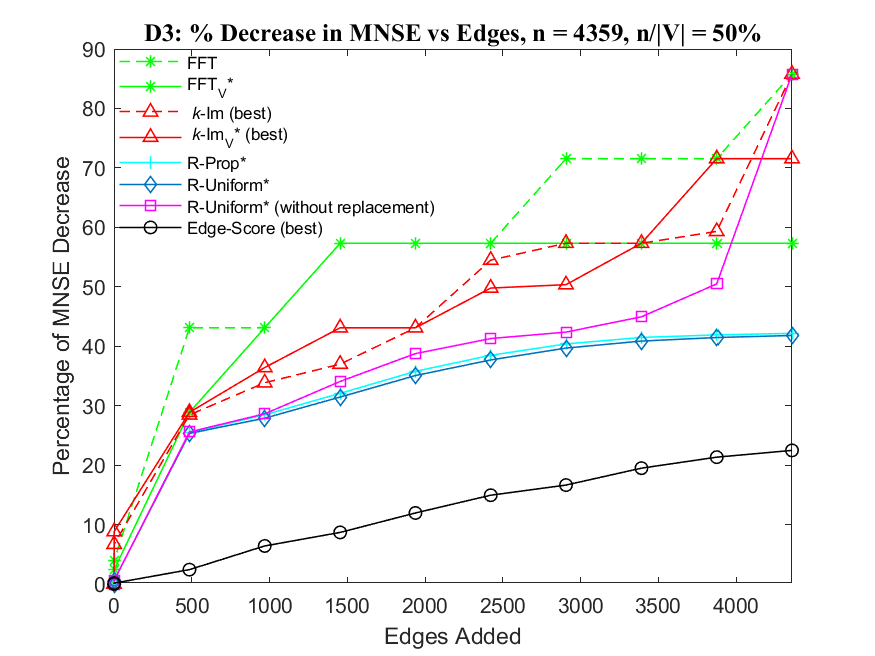 D3: % Decrease in MNSE vs Edges, n = 4359, n/|V| = 50%
90
80
70
60
50
40
30
20
10
0
Percentage of MNSE Decrease
FFT
FFT_V*
k-Im (best)
k-Im_V* (best)
R-Prop*
R-Uniform*
R-Uniform* (without replacement)
Edge-Score (best)
0 500 1000 1500 2000 2500 3000 3500 4000
Edges Added